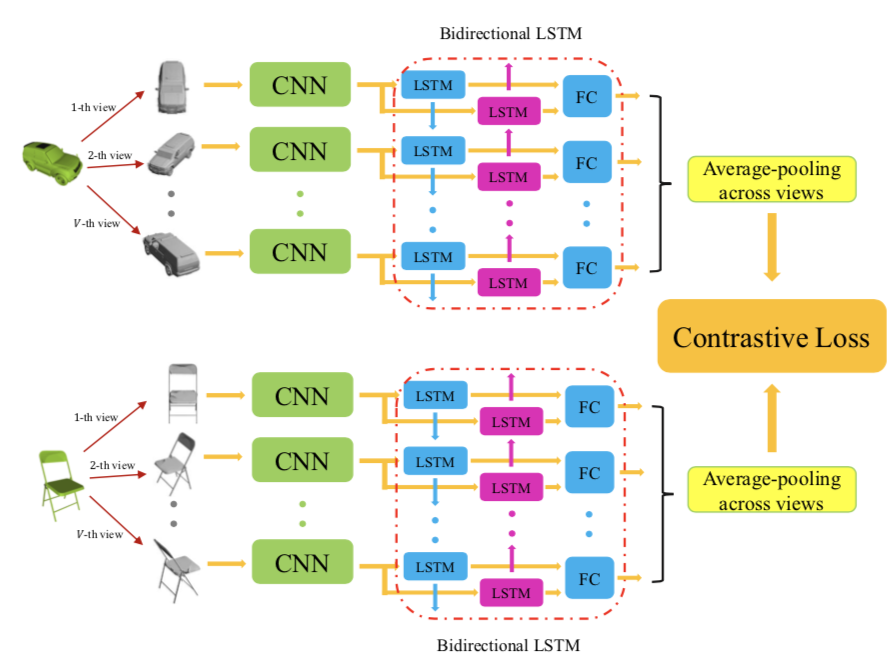 Bidirectional LSTM
1-th view
CNN
LSTM
LSTM
FC
2-th view
CNN
LSTM
LSTM
FC
Average-pooling
across views
V-th view
CNN
LSTM
LSTM
FC
Contrastive Loss
1-th view
CNN
LSTM
LSTM
FC
2-th view
CNN
LSTM
LSTM
FC
Average-pooling
across views
V-th view
CNN
LSTM
LSTM
FC
Bidirectional LSTM